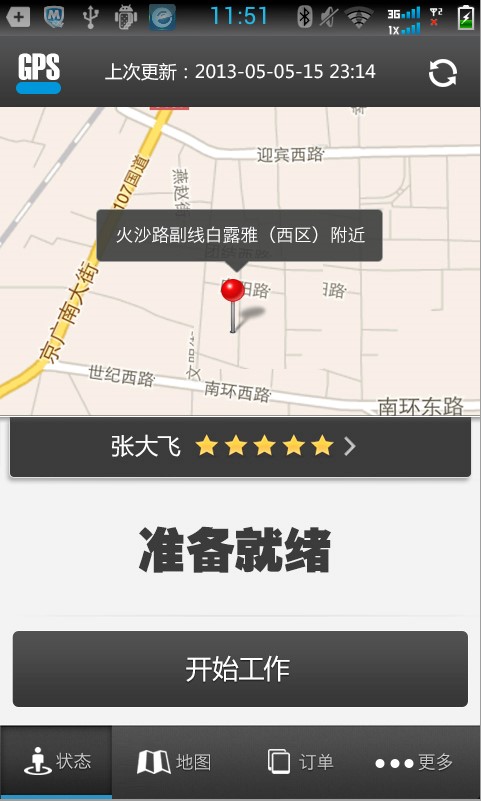 11:51
3G
1X
GPS
上次更新：2013-05-05-15 23:14
迎宾西路
107国道
燕赵街
火沙路副线白露雅（西区）附近
阳路
路
京广南大街
世纪西路
南环西路
南环东路
张大飞
准备就绪
开始工作
状态
地图
订单
更多